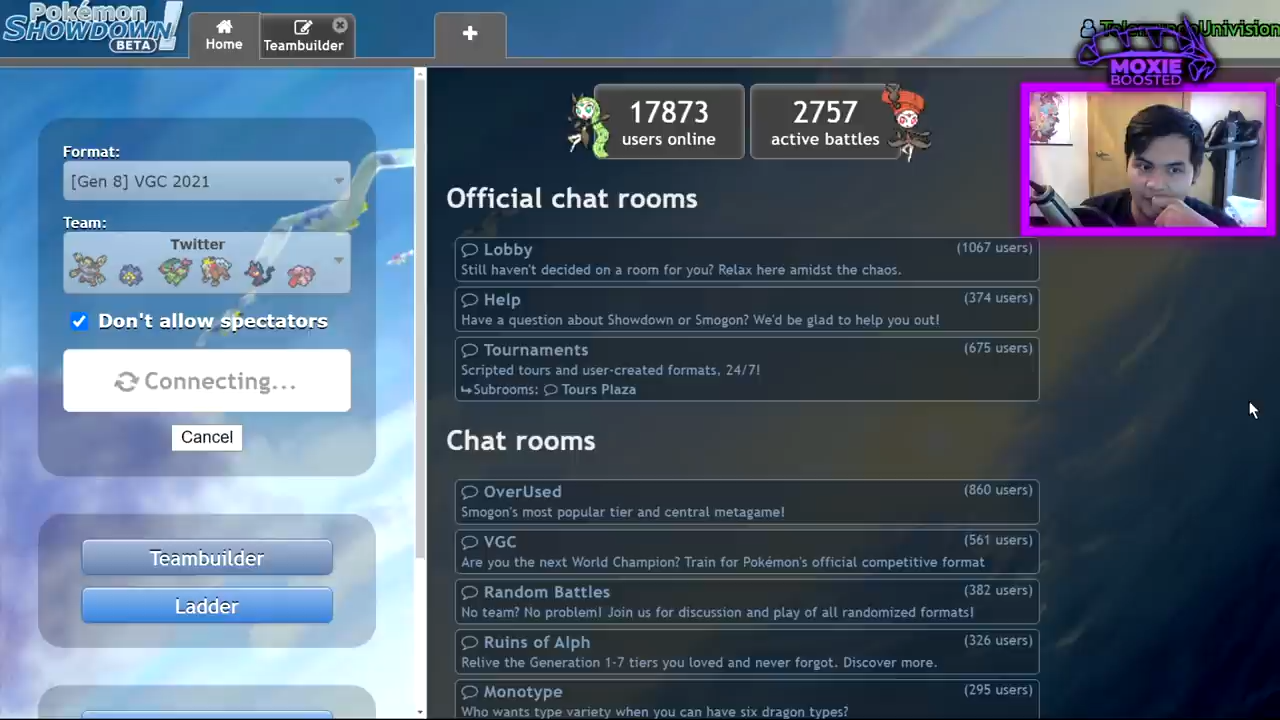 Pokémon
SHOWDOWN!
BETA
Home
Teambuilder
+
MOXIE
BOOSTED
17873
users online
2757
active battles
Format:
[Gen 8] VGC 2021
Team:
Twitter
Don't allow spectators
Connecting...
Cancel
Teambuilder
Ladder
Official chat rooms
Lobby (1067 users)
Still haven't decided on a room for you? Relax here amidst the chaos.
Help (374 users)
Have a question about Showdown or Smogon? We'd be glad to help you out!
Tournaments (675 users)
Scripted tours and user-created formats, 24/7!
↳Subrooms: Tours Plaza
Chat rooms
OverUsed (860 users)
Smogon's most popular tier and central metagame!
VGC (561 users)
Are you the next World Champion? Train for Pokémon's official competitive format
Random Battles (382 users)
No team? No problem! Join us for discussion and play of all randomized formats!
Ruins of Alph (326 users)
Relive the Generation 1-7 tiers you loved and never forgot. Discover more.
Monotype (295 users)
Who wants type variety when you can have six dragon types?